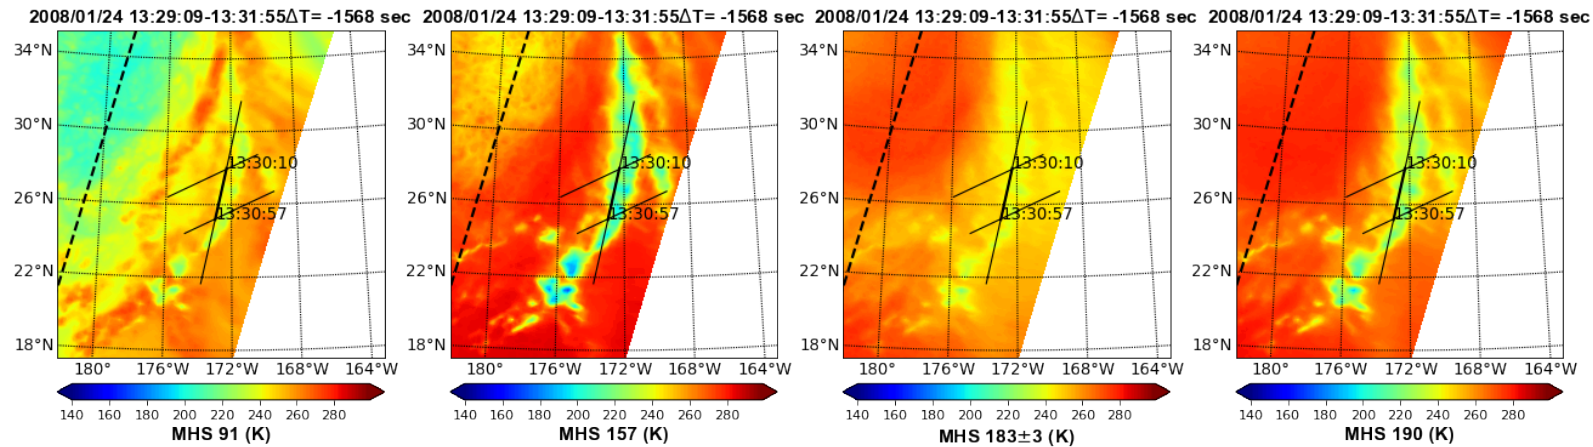 2008/01/24 13:29:09-13:31:55ΔT= -1568 sec 2008/01/24 13:29:09-13:31:55ΔT= -1568 sec 2008/01/24 13:29:09-13:31:55ΔT= -1568 sec 2008/01/24 13:29:09-13:31:55ΔT= -1568 sec
34°N 34°N 34°N 34°N
30°N 30°N 30°N 30°N
13:30:10 13:30:10 13:30:10 13:30:10
26°N 26°N 26°N 26°N
13:30:57 13:30:57 13:30:57 13:30:57
22°N 22°N 22°N 22°N
18°N 18°N 18°N 18°N
180° 176°W 172°W 168°W 164°W 180° 176°W 172°W 168°W 164°W 180° 176°W 172°W 168°W 164°W 180° 176°W 172°W 168°W 164°W
140 160 180 200 220 240 260 280 140 160 180 200 220 240 260 280 140 160 180 200 220 240 260 280 140 160 180 200 220 240 260 280
MHS 91 (K) MHS 157 (K) MHS 183±3 (K) MHS 190 (K)